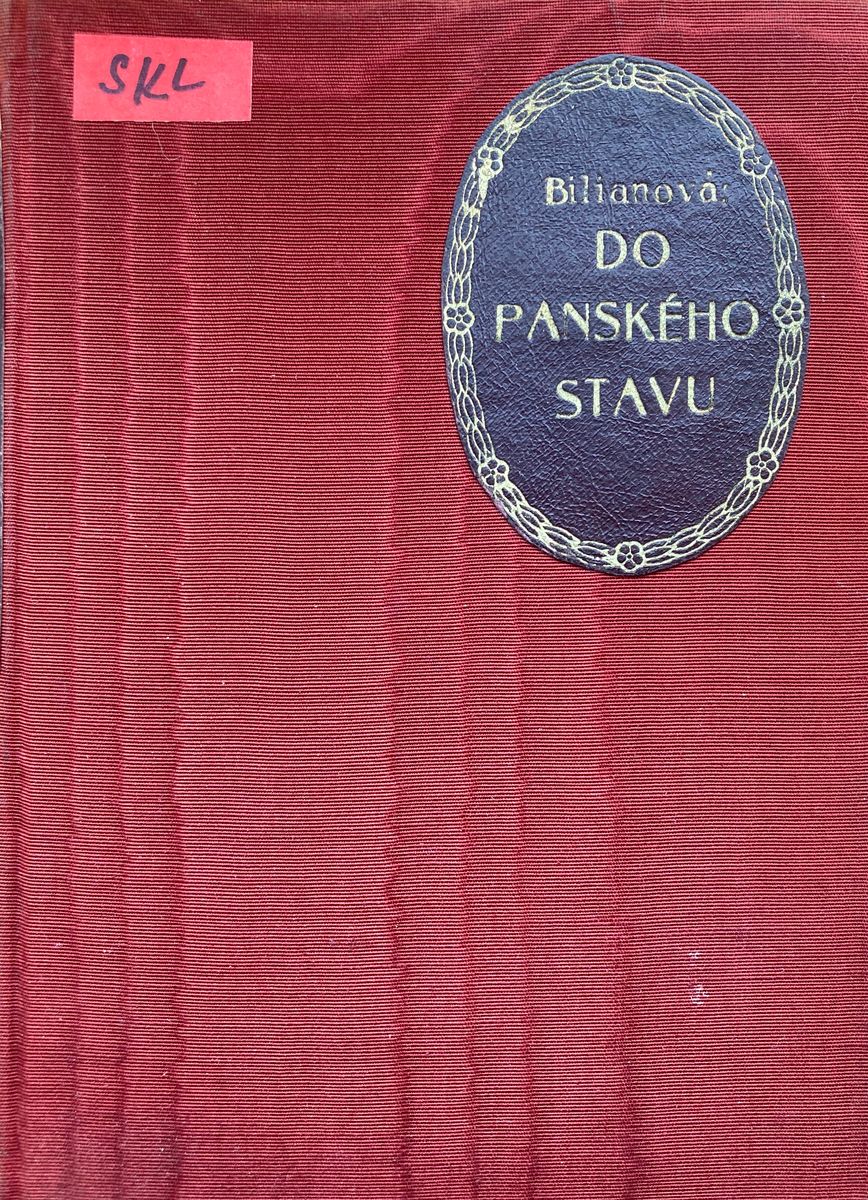 SKL
Bilianová:
DO
PANSKÉHO
STAVU